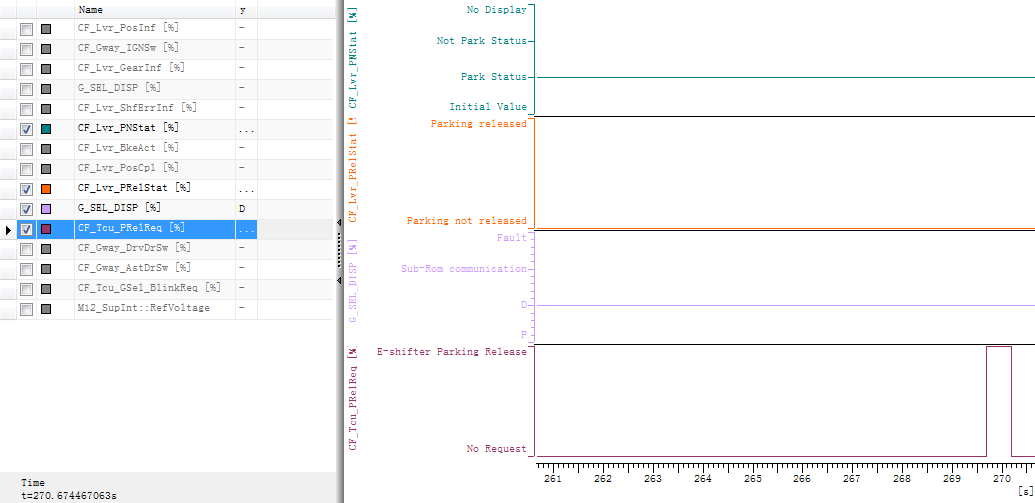 Name y
CF_Lvr_PosInf [%] -
CF_Gway_IGNSw [%] -
CF_Lvr_GearInf [%] -
G_SEL_DISP [%] -
CF_Lvr_ShfErrInf [%] -
CF_Lvr_PNStat [%] ...
CF_Lvr_BkeAct [%] -
CF_Lvr_PosCpl [%] -
CF_Lvr_PRelStat [%] ...
G_SEL_DISP [%] D
CF_Tcu_PRelReq [%] ...
CF_Gway_DrvDrSw [%] -
CF_Gway_AstDrSw [%] -
CF_Tcu_GSel_BlinkReq [%] -
M12_SupInt::RefVoltage -
Time
t=270.674467063s
CF_Lvr_PNStat [%]
No Display
Not Park Status
Park Status
Initial Value
CF_Lvr_PRelStat
Parking released
Parking not released
G_SEL_DISP [%]
Fault
Sub-Rom communication
D
P
CF_Tcu_PRelReq [%]
E-shifter Parking Release
No Request
261 262 263 264 265 266 267 268 269 270
[s]